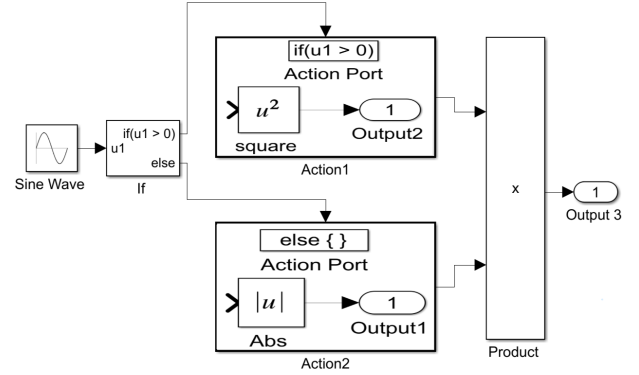 if(u1 > 0)
Action Port
u²
1
square
Output2
Action1
if(u1 > 0)
u1
else
Sine Wave
If
x
1
Output 3
else { }
Action Port
|u|
1
Abs
Output1
Action2
Product